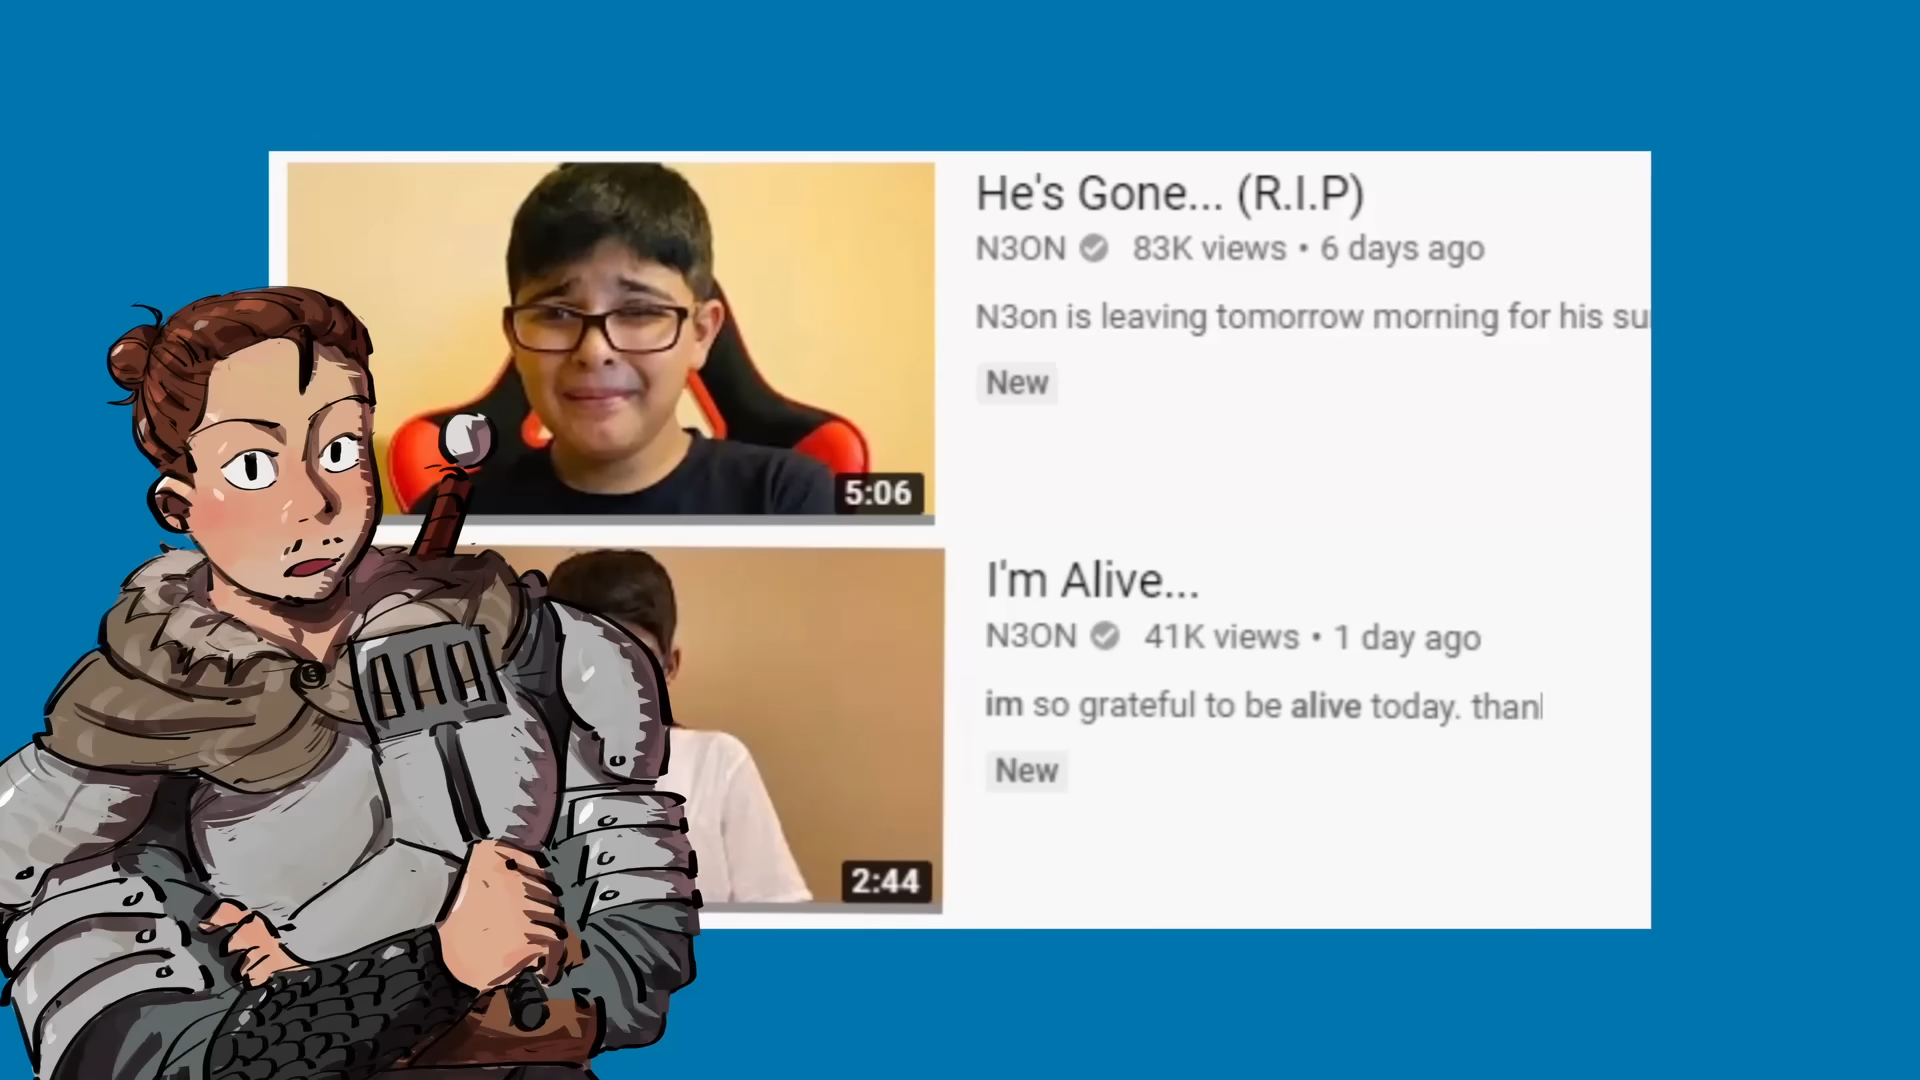 He's Gone... (R.I.P)
N3ON 83K views • 6 days ago
N3on is leaving tomorrow morning for his
New
5:06
I'm Alive...
N3ON 41K views • 1 day ago
im so grateful to be alive today.
New
2:44